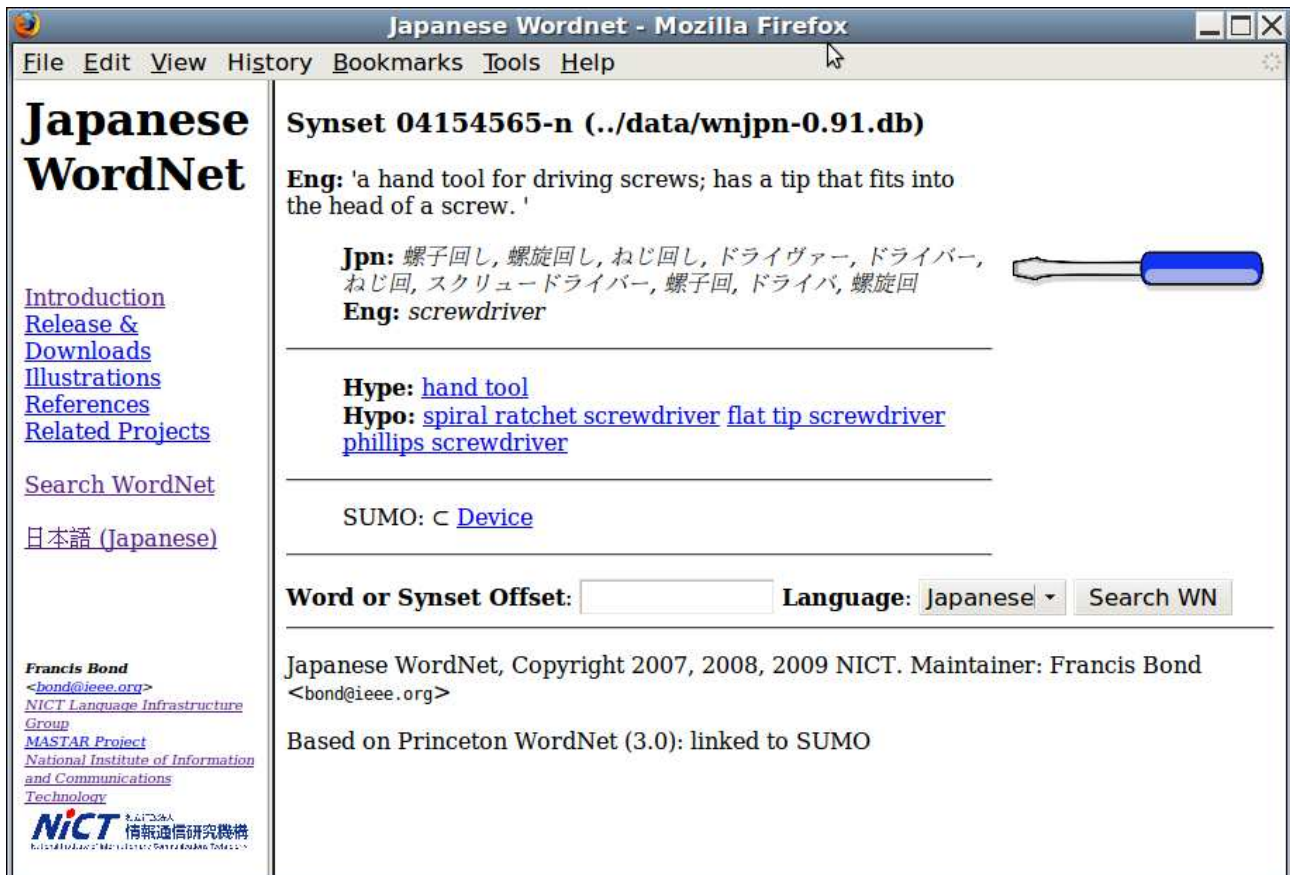 Japanese Wordnet - Mozilla Firefox
File Edit View History Bookmarks Tools Help
Japanese
WordNet
Introduction
Release &
Downloads
Illustrations
References
Related Projects
Search WordNet
日本語 (Japanese)
Francis Bond
<bond@ieee.org>
NICT Language Infrastructure
Group
MASTAR Project
National Institute of Information
and Communications
Technology
NiCT
情報通信研究機構
Synset 04154565-n (../data/wnjpn-0.91.db)
Eng: 'a hand tool for driving screws; has a tip that fits into
the head of a screw. '
Jpn: 螺子回し, 螺旋回し, ねじ回し, ドライヴァー, ドライバー,
ねじ回, スクリュードライバー, 螺子回, ドライバ, 螺旋回
Eng: screwdriver
Hype: hand tool
Hypo: spiral ratchet screwdriver flat tip screwdriver
phillips screwdriver
SUMO: ⊂ Device
Word or Synset Offset: Language: Japanese Search WN
Japanese WordNet, Copyright 2007, 2008, 2009 NICT. Maintainer: Francis Bond
<bond@ieee.org>
Based on Princeton WordNet (3.0): linked to SUMO